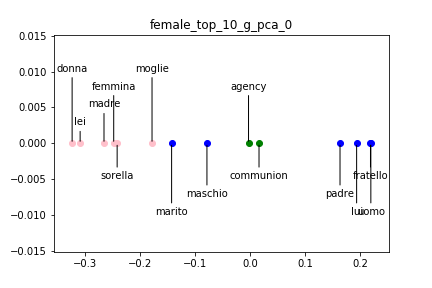 female_top_10_g_pca_0
0.015
0.010
0.005
0.000
−0.005
−0.010
−0.015
donna
femmina
moglie
agency
madre
lei
sorella
communion
fratello
maschio
padre
marito
lui
uomo
−0.3
−0.2
−0.1
0.0
0.1
0.2